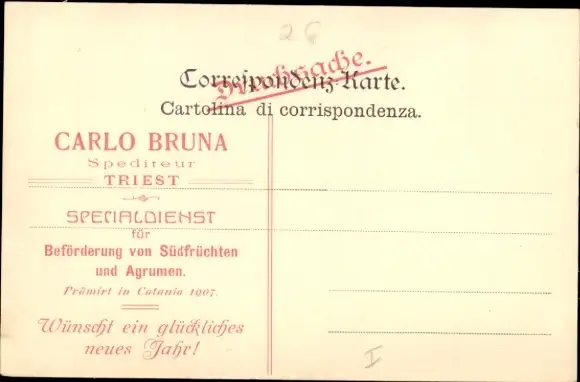 26
Correspondenz-Karte.
Drucksache.
Cartolina di corrispondenza.
CARLO BRUNA
Spediteur
TRIEST
SPECIALDIENST
für
Beförderung von Südfrüchten
und Agrumen.
Prämirt in Catania 1907.
Wünscht ein glückliches
neues Jahr!
I